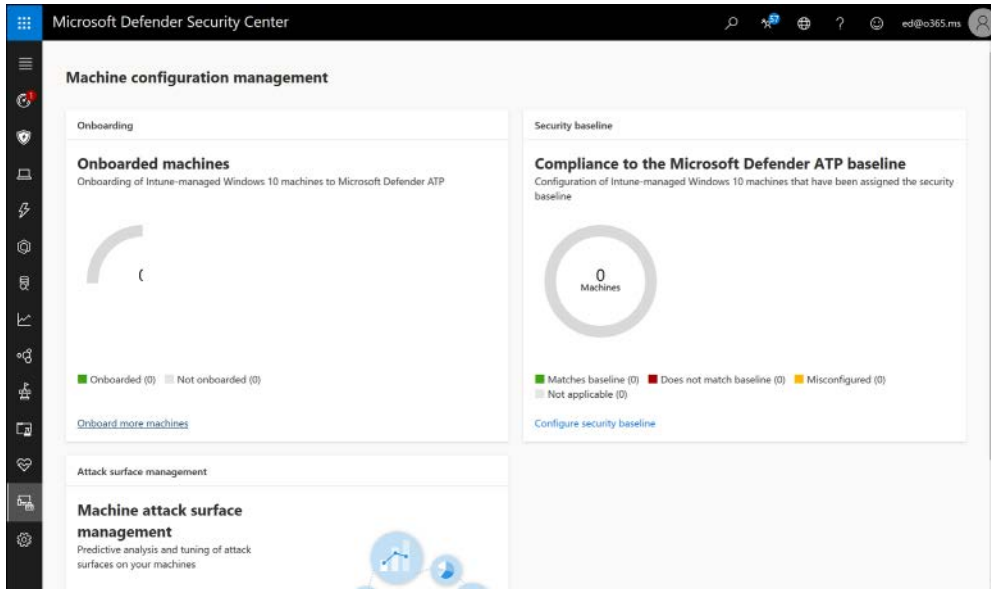 Microsoft Defender Security Center
57
?
ed@o365.ms
1
Machine configuration management
Onboarding
Onboarded machines
Onboarding of Intune-managed Windows 10 machines to Microsoft Defender ATP
Onboarded (0) Not onboarded (0)
Onboard more machines
Security baseline
Compliance to the Microsoft Defender ATP baseline
Configuration of Intune-managed Windows 10 machines that have been assigned the security
baseline
0
Machines
Matches baseline (0) Does not match baseline (0) Misconfigured (0)
Not applicable (0)
Configure security baseline
Attack surface management
Machine attack surface
management
Predictive analysis and tuning of attack
surfaces on your machines